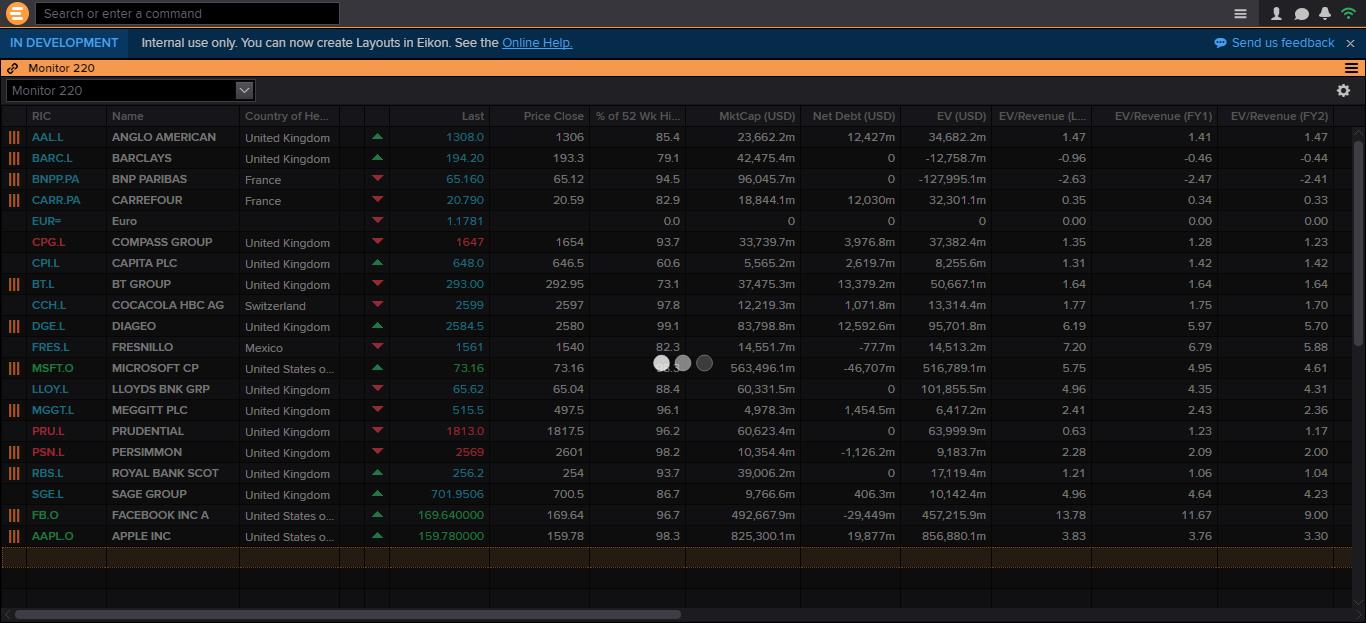 Search or enter a command
IN DEVELOPMENT Internal use only. You can now create Layouts in Eikon. See the Online Help. Send us feedback
Monitor 220
Monitor 220
RIC Name Country of He... Last Price Close % of 52 Wk Hi... MktCap (USD) Net Debt (USD) EV (USD) EV/Revenue (L... EV/Revenue (FY1) EV/Revenue (FY2)
AAL.L ANGLO AMERICAN United Kingdom 1308.0 1306 85.4 23,662.2m 12,427m 34,682.2m 1.47 1.41 1.47
BARC.L BARCLAYS United Kingdom 194.20 193.3 79.1 42,475.4m 0 -12,758.7m -0.96 -0.46 -0.44
BNPP.PA BNP PARIBAS France 65.160 65.12 94.5 96,045.7m 0 -127,995.1m -2.63 -2.47 -2.41
CARR.PA CARREFOUR France 20.790 20.59 82.9 18,844.1m 12,030m 32,301.1m 0.35 0.34 0.33
EUR= Euro 1.1781 0.0 0 0 0 0.00 0.00 0.00
CPG.L COMPASS GROUP United Kingdom 1647 1654 93.7 33,739.7m 3,976.8m 37,382.4m 1.35 1.28 1.23
CPI.L CAPITA PLC United Kingdom 648.0 646.5 60.6 5,565.2m 2,619.7m 8,255.6m 1.31 1.42 1.42
BT.L BT GROUP United Kingdom 293.00 292.95 73.1 37,475.3m 13,379.2m 50,667.1m 1.64 1.64 1.64
CCH.L COCACOLA HBC AG Switzerland 2599 2597 97.8 12,219.3m 1,071.8m 13,314.4m 1.77 1.75 1.70
DGE.L DIAGEO United Kingdom 2584.5 2580 99.1 83,798.8m 12,592.6m 95,701.8m 6.19 5.97 5.70
FRES.L FRESNILLO Mexico 1561 1540 82.3 14,551.7m -77.7m 14,513.2m 7.20 6.79 5.88
MSFT.O MICROSOFT CP United States o... 73.16 73.16 563,496.1m -46,707m 516,789.1m 5.75 4.95 4.61
LLOY.L LLOYDS BNK GRP United Kingdom 65.62 65.04 88.4 60,331.5m 0 101,855.5m 4.96 4.35 4.31
MGGT.L MEGGITT PLC United Kingdom 515.5 497.5 96.1 4,978.3m 1,454.5m 6,417.2m 2.41 2.43 2.36
PRU.L PRUDENTIAL United Kingdom 1813.0 1817.5 96.2 60,623.4m 0 63,999.9m 0.63 1.23 1.17
PSN.L PERSIMMON United Kingdom 2569 2601 98.2 10,354.4m -1,126.2m 9,183.7m 2.28 2.09 2.00
RBS.L ROYAL BANK SCOT United Kingdom 256.2 254 93.7 39,006.2m 0 17,119.4m 1.21 1.06 1.04
SGE.L SAGE GROUP United Kingdom 701.9506 700.5 86.7 9,766.6m 406.3m 10,142.4m 4.96 4.64 4.23
FB.O FACEBOOK INC A United States o... 169.640000 169.64 96.7 492,667.9m -29,449m 457,215.9m 13.78 11.67 9.00
AAPL.O APPLE INC United States o... 159.780000 159.78 98.3 825,300.1m 19,877m 856,880.1m 3.83 3.76 3.30